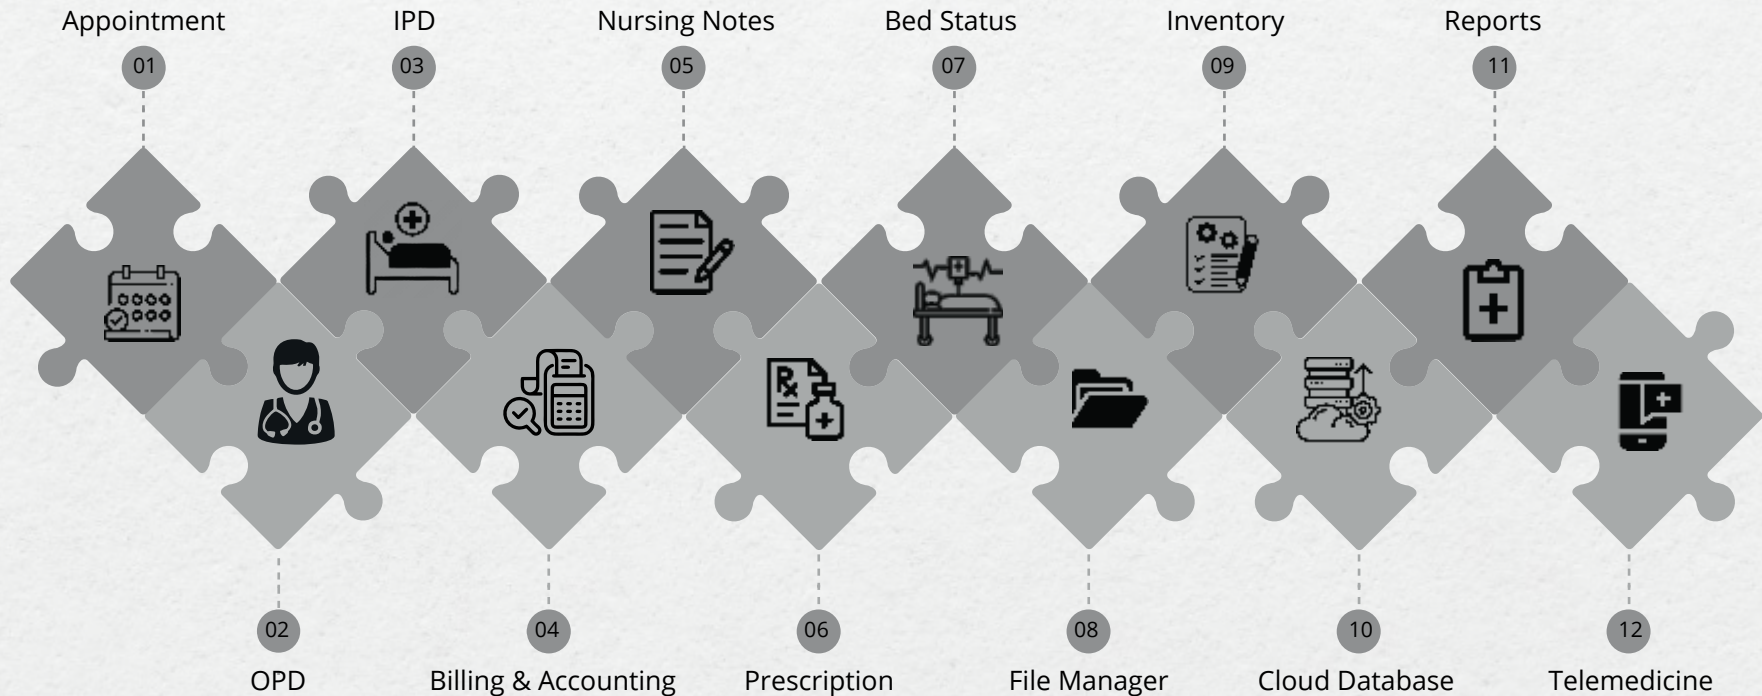 Appointment
IPD
Nursing Notes
Bed Status
Inventory
Reports
01
03
05
07
09
11
Rx
02
04
06
08
10
12
OPD
Billing & Accounting
Prescription
File Manager
Cloud Database
Telemedicine